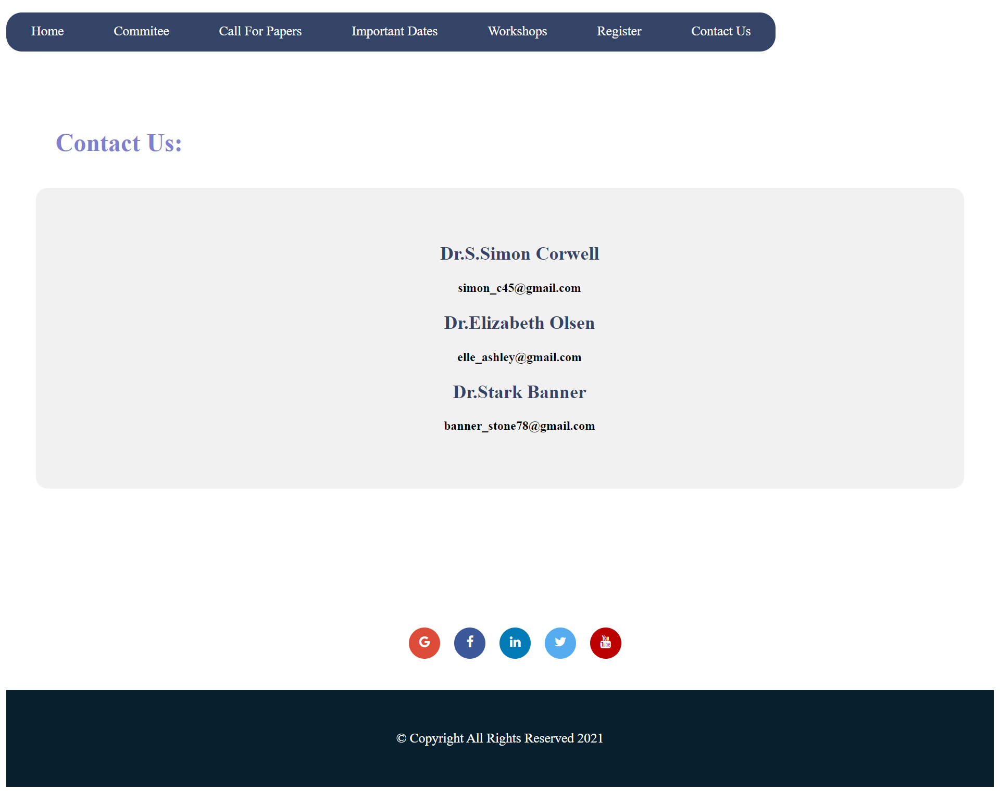 Home Commitee Call For Papers Important Dates Workshops Register Contact Us
Contact Us:
Dr.S.Simon Corwell
simon_c45@gmail.com
Dr.Elizabeth Olsen
elle_ashley@gmail.com
Dr.Stark Banner
banner_stone78@gmail.com
G f in You Tube
© Copyright All Rights Reserved 2021